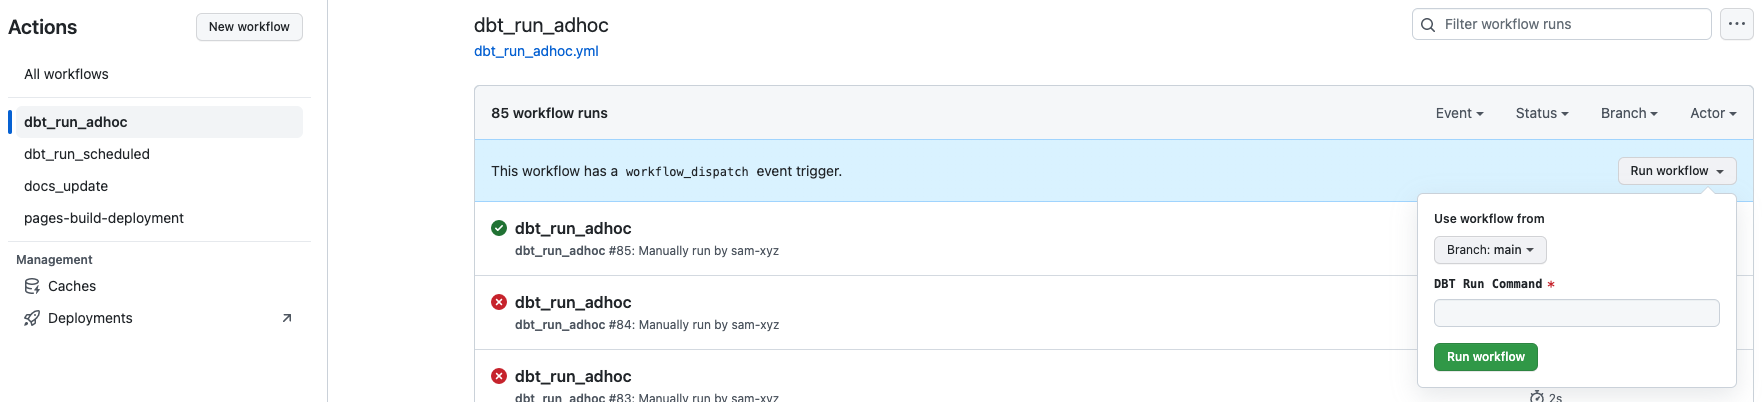 Actions
New workflow
All workflows
dbt_run_adhoc
dbt_run_scheduled
docs_update
pages-build-deployment
Management
Caches
Deployments
dbt_run_adhoc
dbt_run_adhoc.yml
Filter workflow runs
85 workflow runs
Event
Status
Branch
Actor
This workflow has a workflow_dispatch event trigger.
Run workflow
dbt_run_adhoc
dbt_run_adhoc #85: Manually run by sam-xyz
dbt_run_adhoc
dbt_run_adhoc #84: Manually run by sam-xyz
dbt_run_adhoc
dbt_run_adhoc #83: Manually run by sam-xyz
Use workflow from
Branch: main
DBT Run Command *
Run workflow
2s